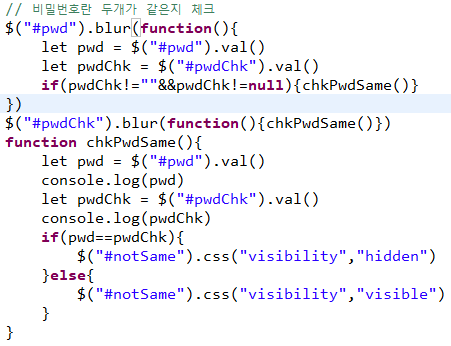 // 비밀번호란 두개가 같은지 체크
$("#pwd").blur(function(){
    let pwd = $("#pwd").val()
    let pwdChk = $("#pwdChk").val()
    if(pwdChk!=""&&pwdChk!=null){chkPwdSame()}
})
$("#pwdChk").blur(function(){chkPwdSame()})
function chkPwdSame(){
    let pwd = $("#pwd").val()
    console.log(pwd)
    let pwdChk = $("#pwdChk").val()
    console.log(pwdChk)
    if(pwd==pwdChk){
        $("#notSame").css("visibility","hidden")
    }else{
        $("#notSame").css("visibility","visible")
    }
}